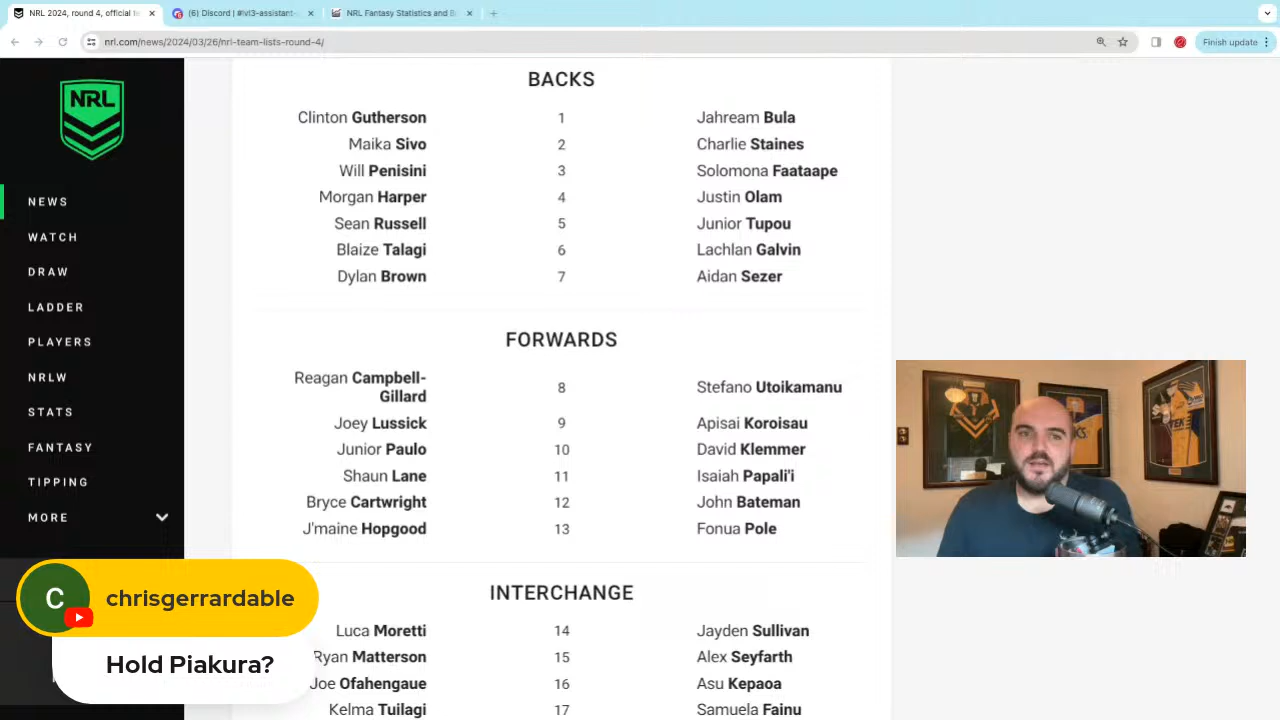 NRL 2024, round 4, official l
(6) Discord | #lvl3-assistant-
NRL Fantasy Statistics and B
nrl.com/news/2024/03/26/nrl-team-lists-round-4/
Finish update
NRL
NEWS
WATCH
DRAW
LADDER
PLAYERS
NRLW
STATS
FANTASY
TIPPING
MORE
BACKS
Clinton Gutherson 1 Jahream Bula
Maika Sivo 2 Charlie Staines
Will Penisini 3 Solomona Faataape
Morgan Harper 4 Justin Olam
Sean Russell 5 Junior Tupou
Blaize Talagi 6 Lachlan Galvin
Dylan Brown 7 Aidan Sezer
FORWARDS
Reagan Campbell-
Gillard 8 Stefano Utoikamanu
Joey Lussick 9 Apisai Koroisau
Junior Paulo 10 David Klemmer
Shaun Lane 11 Isaiah Papali'i
Bryce Cartwright 12 John Bateman
J'maine Hopgood 13 Fonua Pole
INTERCHANGE
Luca Moretti 14 Jayden Sullivan
Ryan Matterson 15 Alex Seyfarth
Joe Ofahengaue 16 Asu Kepaoa
Kelma Tuilagi 17 Samuela Fainu
C
chrisgerrardable
Hold Piakura?